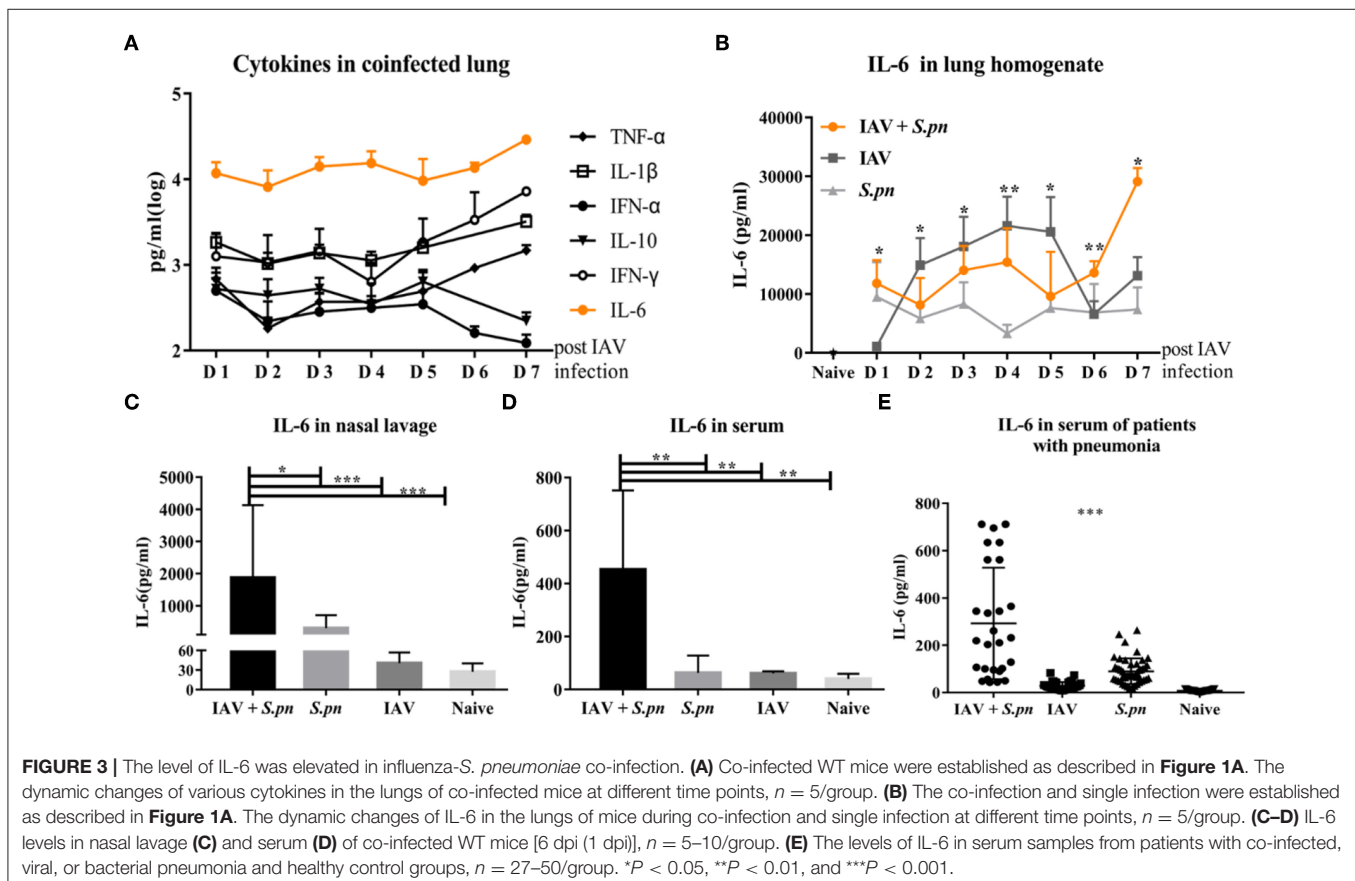 A
Cytokines in coinfected lung
pg/ml(log)
5
4
3
2
D 1 D 2 D 3 D 4 D 5 D 6 D 7
post IAV
infection
TNF-α
IL-1β
IFN-α
IL-10
IFN-γ
IL-6
B
IL-6 in lung homogenate
IL-6 (pg/ml)
40000
30000
20000
10000
0
IAV + S.pn
IAV
S.pn
* * * ** * ** *
Naive D 1 D 2 D 3 D 4 D 5 D 6 D 7
post IAV
infection
C
IL-6 in nasal lavage
IL-6(pg/ml)
5000
4000
3000
2000
1000
60
30
0
*
***
***
IAV + S.pn S.pn IAV Naive
D
IL-6 in serum
IL-6(pg/ml)
800
600
400
200
0
**
**
**
IAV + S.pn S.pn IAV Naive
E
IL-6 in serum of patients
with pneumonia
IL-6 (pg/ml)
800
600
400
200
0
***
IAV + S.pn IAV S.pn Naive
FIGURE 3 | The level of IL-6 was elevated in influenza-S. pneumoniae co-infection. (A) Co-infected WT mice were established as described in Figure 1A. The
dynamic changes of various cytokines in the lungs of co-infected mice at different time points, n = 5/group. (B) The co-infection and single infection were established
as described in Figure 1A. The dynamic changes of IL-6 in the lungs of mice during co-infection and single infection at different time points, n = 5/group. (C–D) IL-6
levels in nasal lavage (C) and serum (D) of co-infected WT mice [6 dpi (1 dpi)], n = 5–10/group. (E) The levels of IL-6 in serum samples from patients with co-infected,
viral, or bacterial pneumonia and healthy control groups, n = 27–50/group. *P < 0.05, **P < 0.01, and ***P < 0.001.